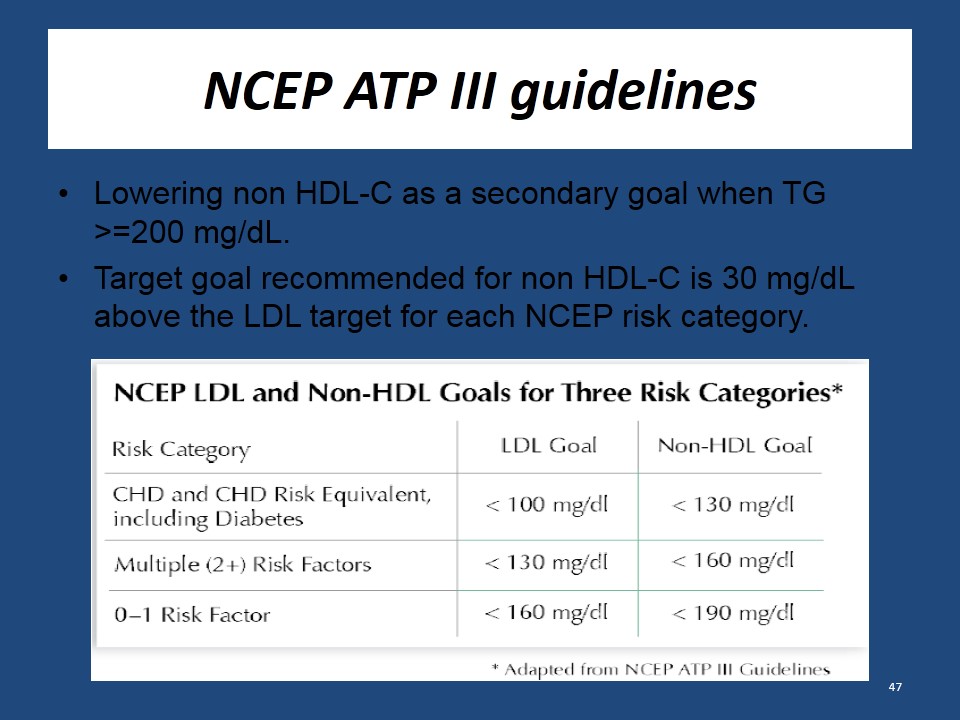 NCEP ATP III guidelines
• Lowering non HDL-C as a secondary goal when TG
>=200 mg/dL.
• Target goal recommended for non HDL-C is 30 mg/dL
above the LDL target for each NCEP risk category.
NCEP LDL and Non-HDL Goals for Three Risk Categories*
Risk Category LDL Goal Non-HDL Goal
CHD and CHD Risk Equivalent,
including Diabetes < 100 mg/dl < 130 mg/dl
Multiple (2+) Risk Factors < 130 mg/dl < 160 mg/dl
0–1 Risk Factor < 160 mg/dl < 190 mg/dl
* Adapted from NCEP ATP III Guidelines
47